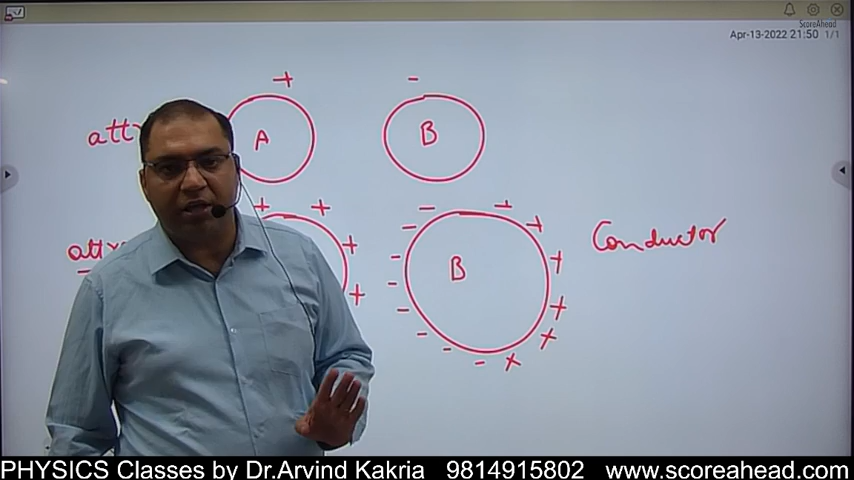 ScoreAhead
Apr-13-2022 21:50 1/1
+ -
A B
+ + - + +
+ - + Conductor
B
- +
- +
+ - +
- +
- +
- - +
PHYSICS Classes by Dr.Arvind Kakria 9814915802 www.scoreahead.com